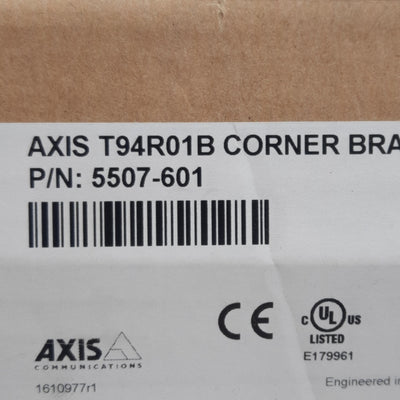 AXIS T94R01B CORNER BRA
P/N: 5507-601
CE
C UL US
LISTED
E179961
AXIS
COMMUNICATIONS
1610977r1
Engineered in